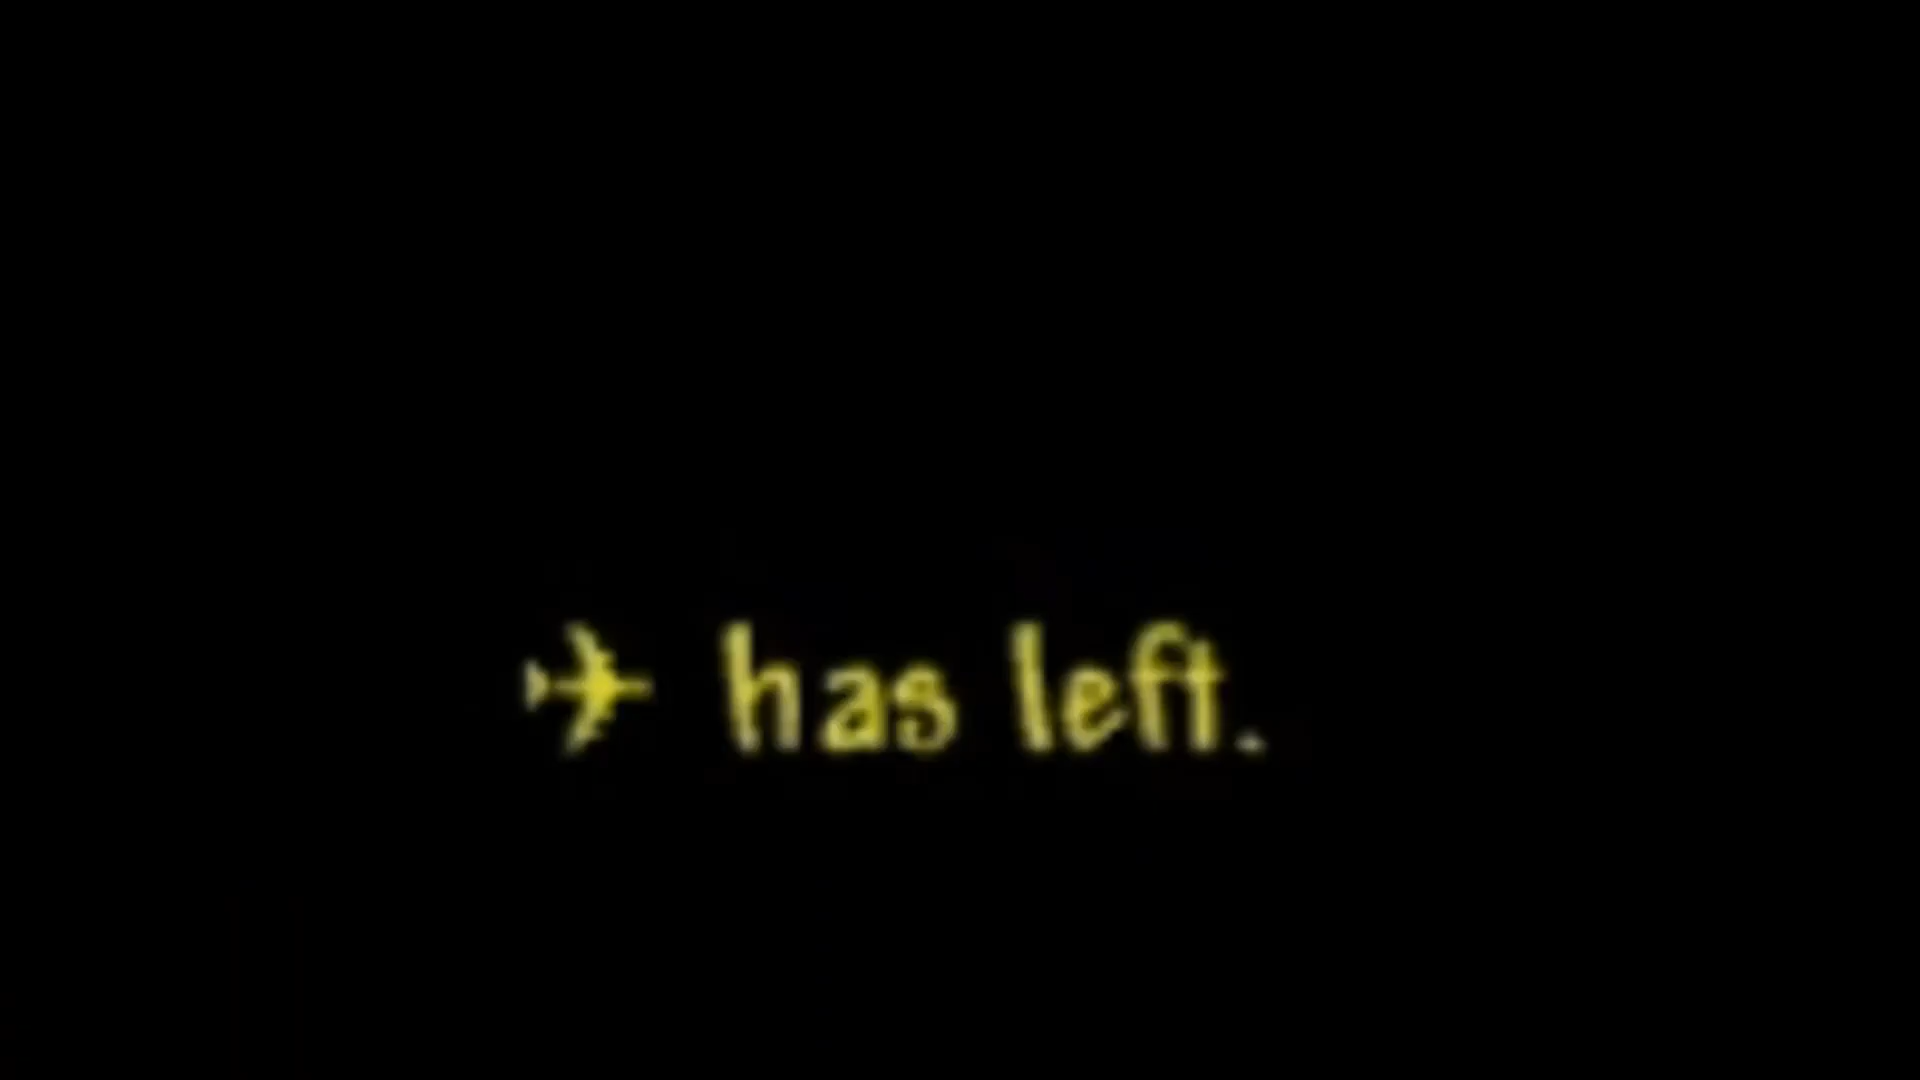 ✈ has left.